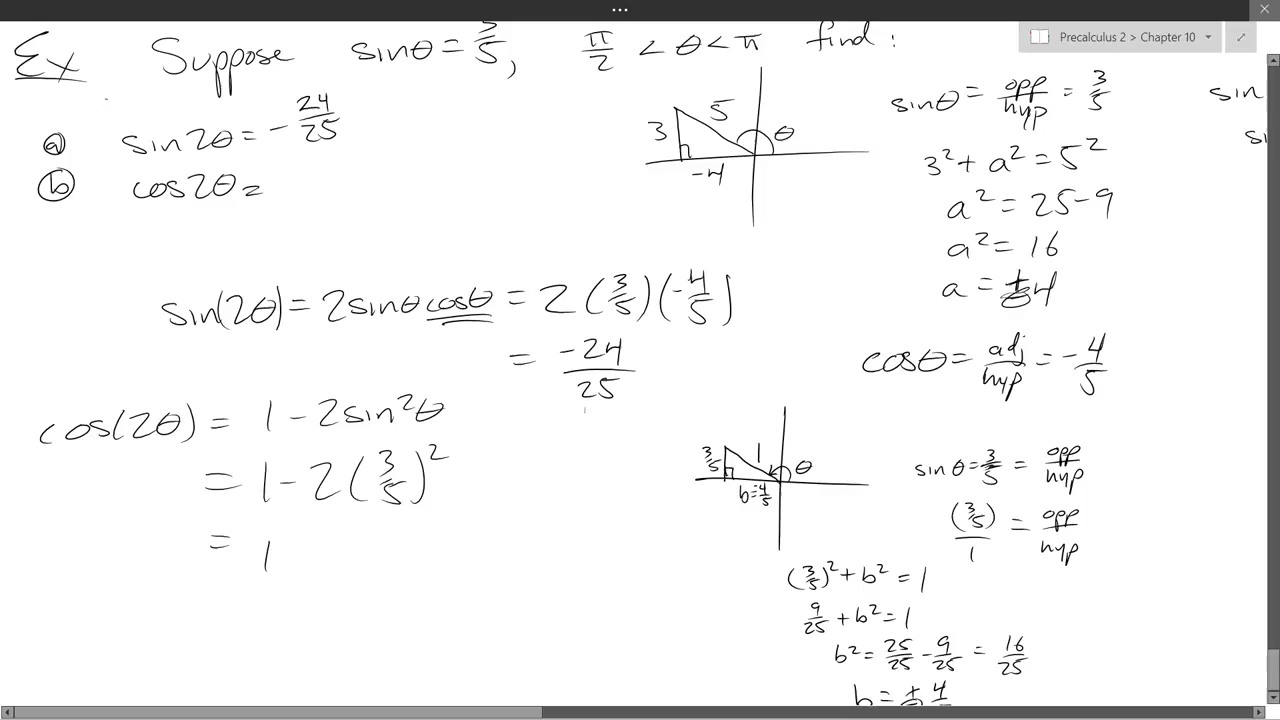 Precalculus 2 > Chapter 10
Ex Suppose sinθ = 3/5, π/2 < θ < π find:
ⓐ sin2θ = -24/25
ⓑ cos2θ =
3 5 θ
-4
sinθ = opp/hyp = 3/5
3² + a² = 5²
a² = 25-9
a² = 16
a = ±4
cosθ = adj/hyp = -4/5
sin
si
sin(2θ) = 2sinθcosθ = 2(3/5)(-4/5)
= -24/25
cos(2θ) = 1 - 2sin²θ
= 1 - 2(3/5)²
= 1
3/5 1 θ
b=4/5
sinθ = 3/5 = opp/hyp
(3/5)/1 = opp/hyp
(3/5)² + b² = 1
9/25 + b² = 1
b² = 25/25 - 9/25 = 16/25
b = ± 4